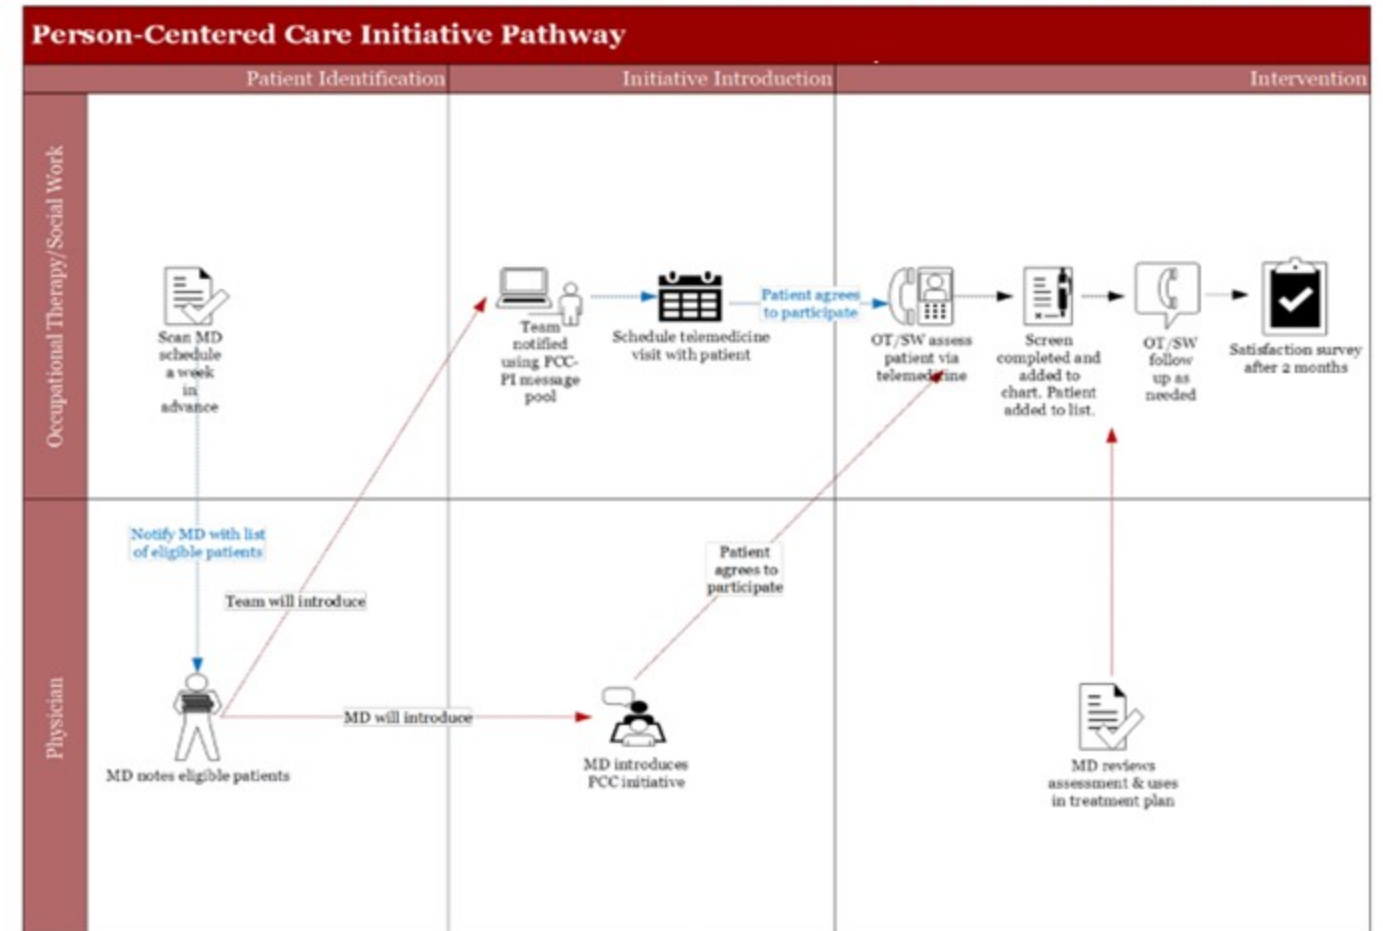 Person-Centered Care Initiative Pathway
Patient Identification
Initiative Introduction
Intervention
Occupational Therapy/Social Work
Scan MD
schedule
a week
in
advance
Team
notified
using PCC-
PI message
pool
Schedule telemedicine
visit with patient
Patient agrees
to participate
OT/SW assess
patient via
telemedicine
Screen
completed and
added to
chart. Patient
added to list.
OT/SW
follow
up as
needed
Satisfaction survey
after 2 months
Physician
Notify MD with list
of eligible patients
Team will introduce
Patient
agrees to
participate
MD will introduce
MD notes eligible patients
MD introduces
PCC initiative
MD reviews
assessment & uses
in treatment plan